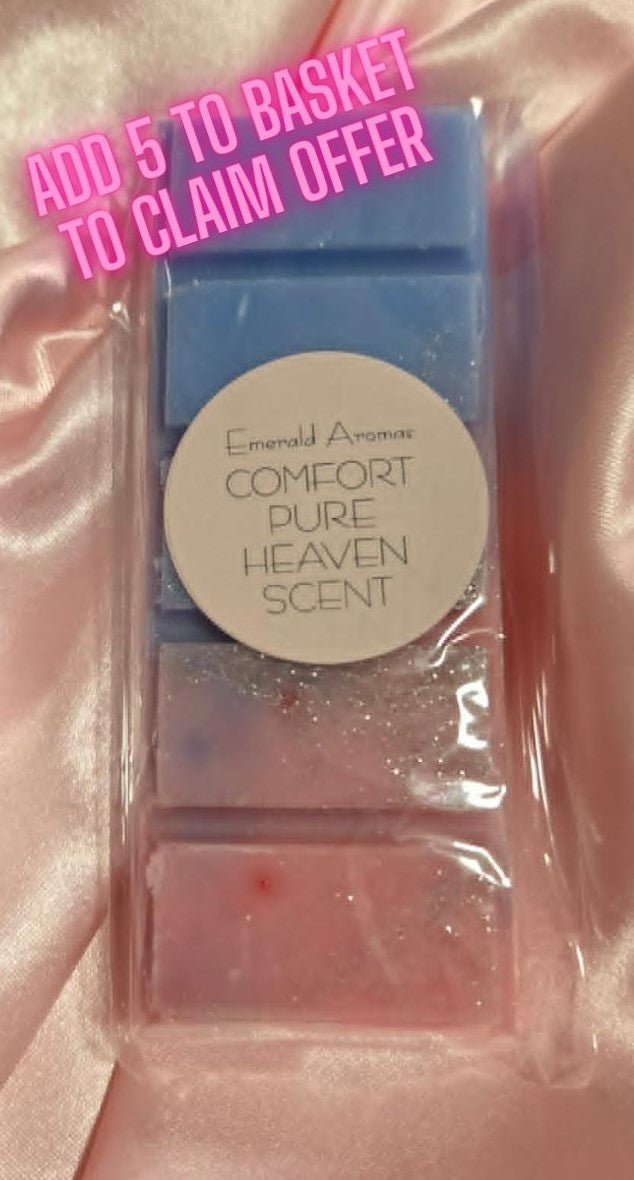 ADD 5 TO BASKET
TO CLAIM OFFER
Emerald Aromas
COMFORT
PURE
HEAVEN
SCENT